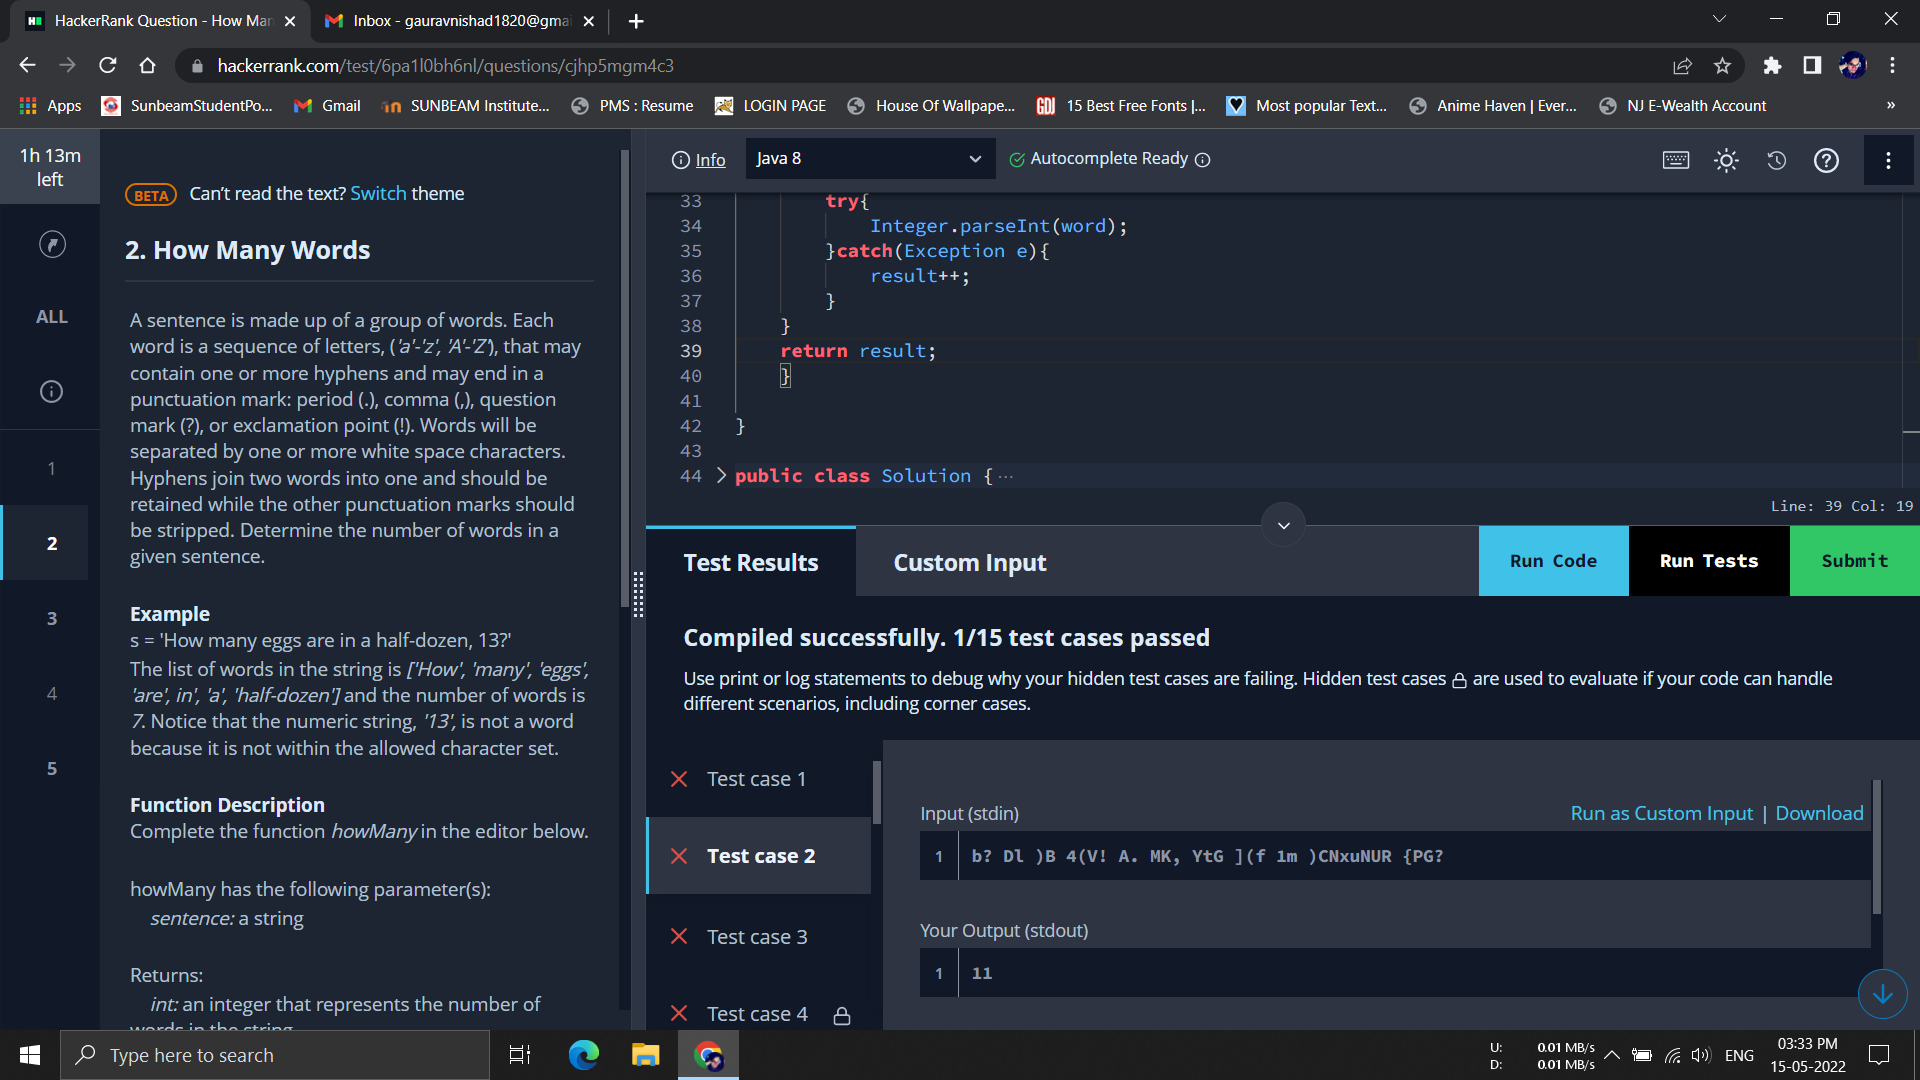 HackerRank Question - How Man
Inbox - gauravnishad1820@gmai
hackerrank.com/test/6pa1l0bh6nl/questions/cjhp5mgm4c3
Apps
SunbeamStudentPo...
Gmail
SUNBEAM Institute...
PMS : Resume
LOGIN PAGE
House Of Wallpape...
GD!
15 Best Free Fonts |...
Most popular Text...
Anime Haven | Ever...
NJ E-Wealth Account
»
1h 13m
left
ALL
1
2
3
4
5
BETA Can't read the text? Switch theme
2. How Many Words
A sentence is made up of a group of words. Each
word is a sequence of letters, ('a'-'z', 'A'-'Z'), that may
contain one or more hyphens and may end in a
punctuation mark: period (.), comma (,), question
mark (?), or exclamation point (!). Words will be
separated by one or more white space characters.
Hyphens join two words into one and should be
retained while the other punctuation marks should
be stripped. Determine the number of words in a
given sentence.
Example
s = 'How many eggs are in a half-dozen, 13?'
The list of words in the string is ['How', 'many', 'eggs',
'are', in', 'a', 'half-dozen'] and the number of words is
7. Notice that the numeric string, '13', is not a word
because it is not within the allowed character set.
Function Description
Complete the function howMany in the editor below.
howMany has the following parameter(s):
sentence: a string
Returns:
int: an integer that represents the number of
words in the string
Info
Java 8
Autocomplete Ready
33 try{
34 Integer.parseInt(word);
35 }catch(Exception e){
36 result++;
37 }
38 }
39 return result;
40 }
41
42 }
43
44 public class Solution { ...
Line: 39 Col: 19
Test Results
Custom Input
Run Code
Run Tests
Submit
Compiled successfully. 1/15 test cases passed
Use print or log statements to debug why your hidden test cases are failing. Hidden test cases are used to evaluate if your code can handle
different scenarios, including corner cases.
Test case 1
Test case 2
Test case 3
Test case 4
Input (stdin)
Run as Custom Input | Download
1 b? Dl )B 4(V! A. MK, YtG ](f 1m )CNxuNUR {PG?
Your Output (stdout)
1 11
Type here to search
U: 0.01 MB/s
D: 0.01 MB/s
ENG
03:33 PM
15-05-2022